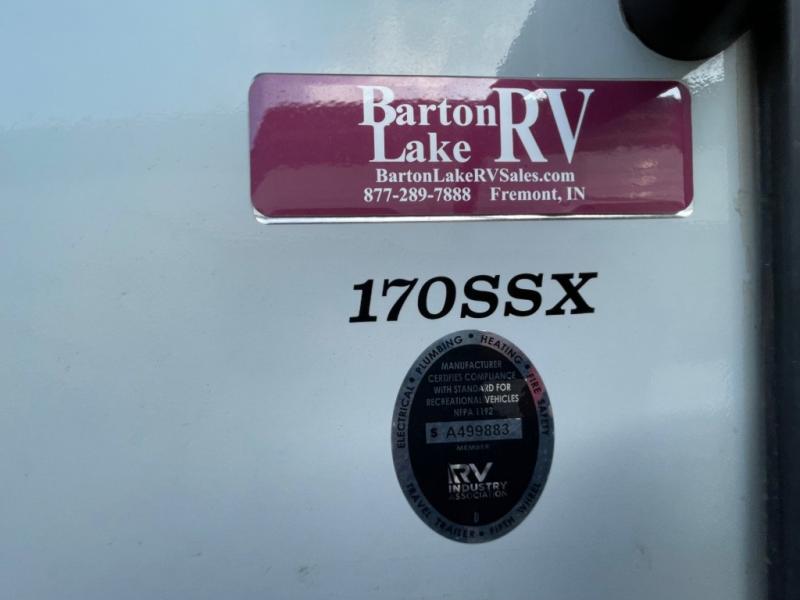 Barton
Lake RV
BartonLakeRVSales.com
877-289-7888 Fremont, IN
170SSX
ELECTRICAL • PLUMBING • HEATING • FIRE SAFETY
MANUFACTURER
CERTIFIES COMPLIANCE
WITH STANDARD FOR
RECREATIONAL VEHICLES
NFPA 1192
S A499883
MEMBER
RV
INDUSTRY
ASSOCIATION
TRAVEL TRAILER • FIFTH WHEEL